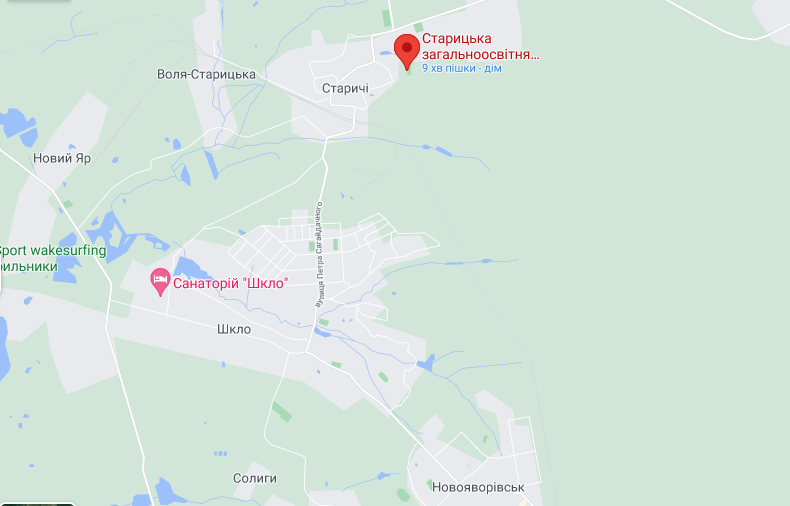 Старицька
загальноосвітня...
9 хв пішки - дім
Воля-Старицька
Старичі
Новий Яр
вулиця Петра Сагайдачного
Sport wakesurfing
рильники
Санаторій "Шкло"
Шкло
Солиги
Новояворівськ